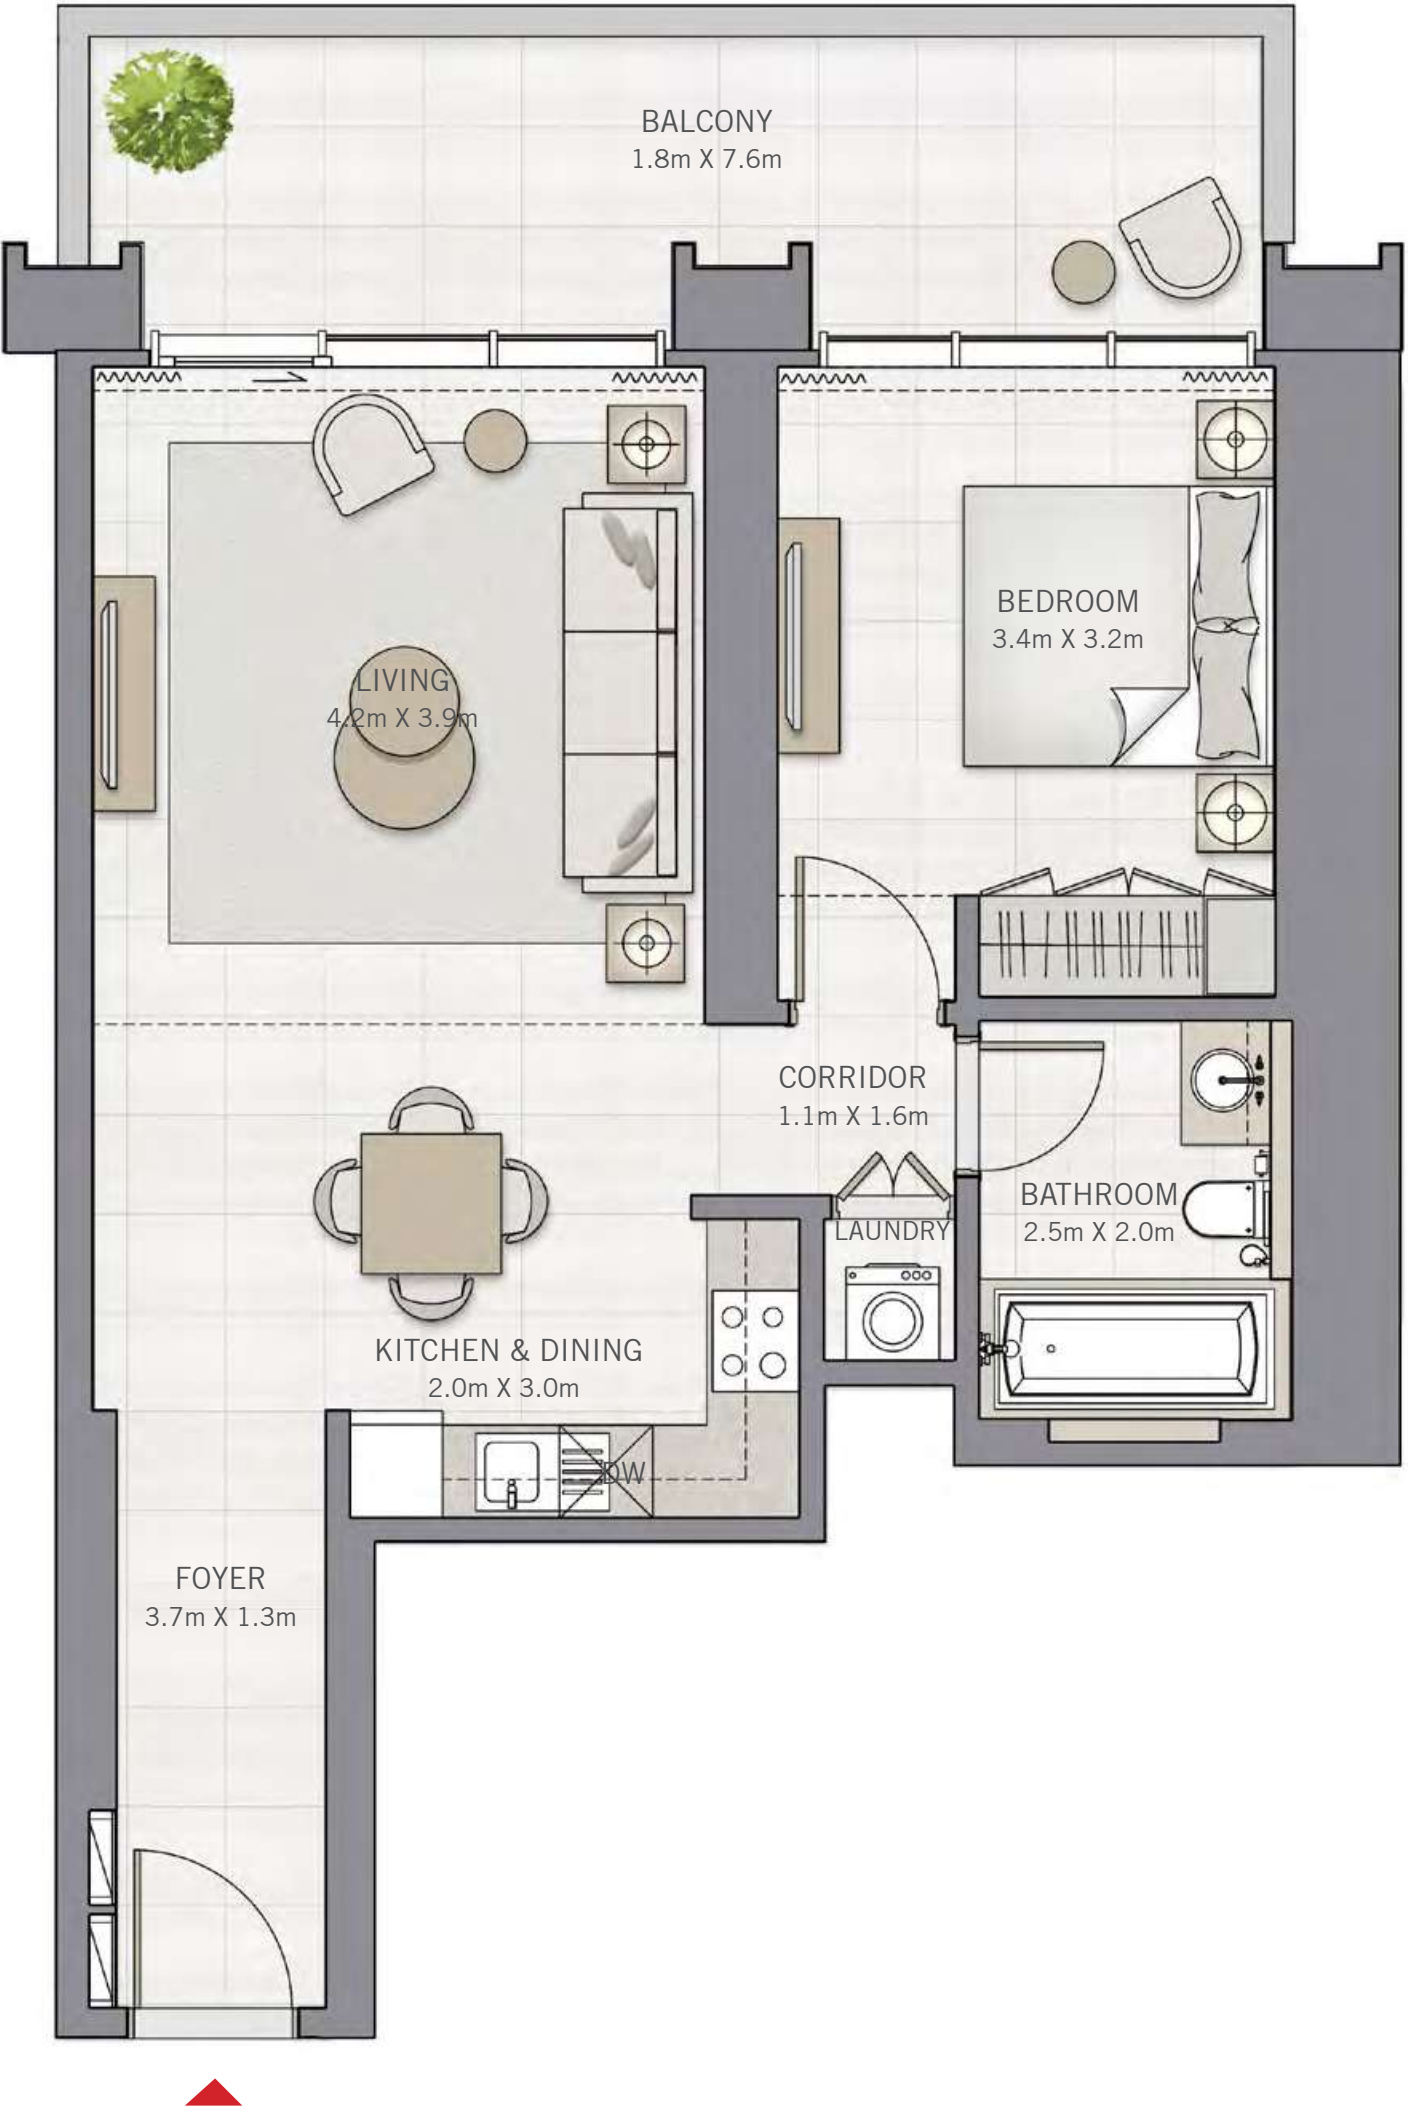 BALCONY
1.8m X 7.6m
BEDROOM
3.4m X 3.2m
LIVING
4.2m X 3.9m
CORRIDOR
1.1m X 1.6m
BATHROOM
2.5m X 2.0m
LAUNDRY
KITCHEN & DINING
2.0m X 3.0m
DW
FOYER
3.7m X 1.3m